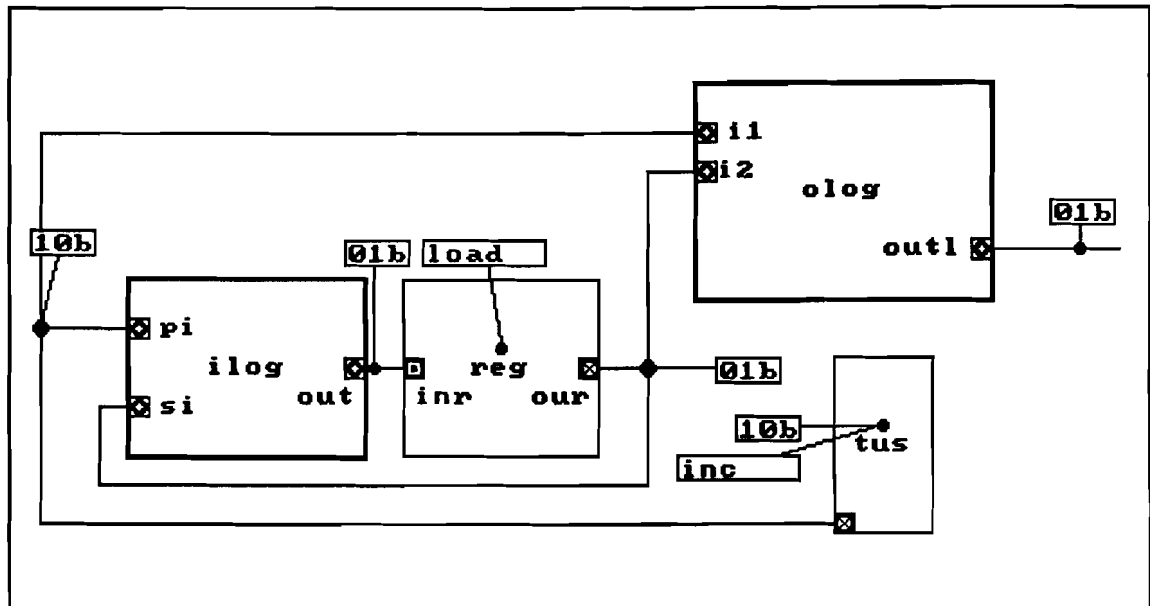 i1
i2
olog
01b
10b
01b
load
outl
pi
ilog
reg
out
inr
our
01b
si
10b
tus
inc